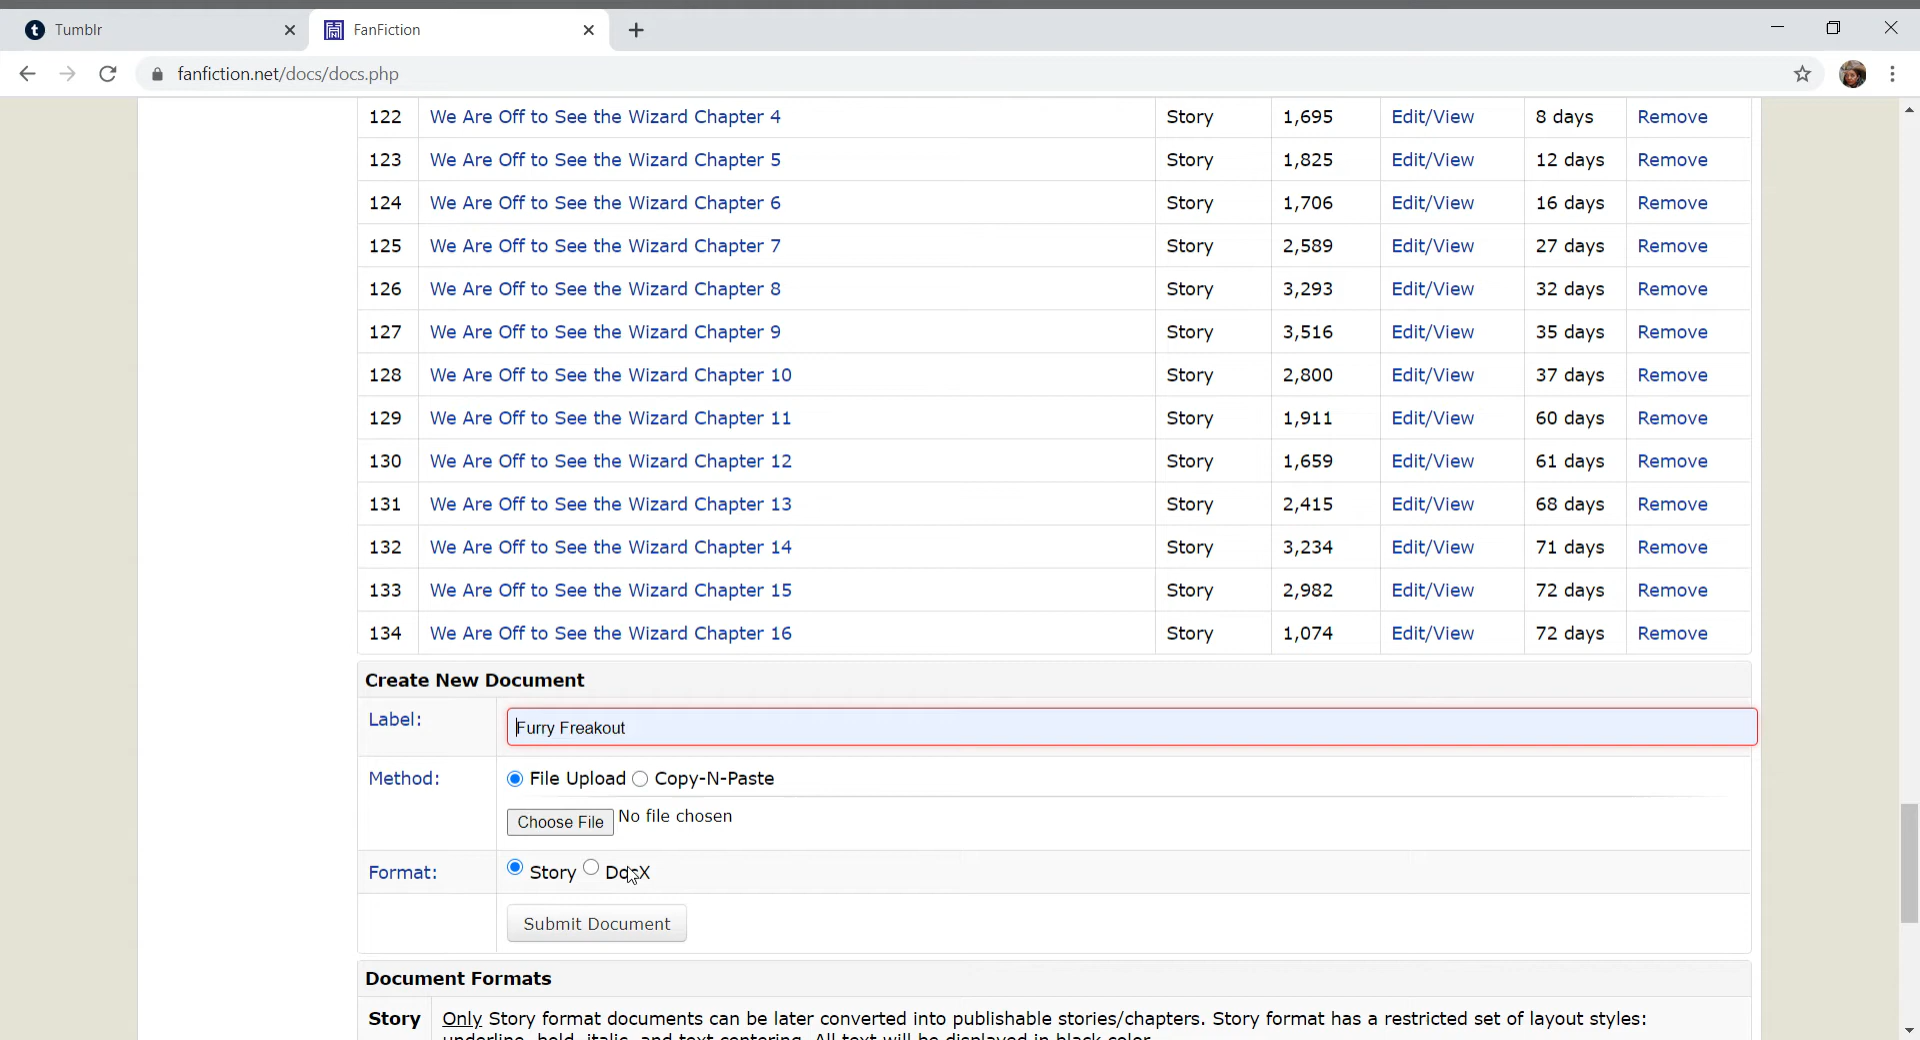 Tumblr
FanFiction
fanfiction.net/docs/docs.php
122 We Are Off to See the Wizard Chapter 4 Story 1,695 Edit/View 8 days Remove
123 We Are Off to See the Wizard Chapter 5 Story 1,825 Edit/View 12 days Remove
124 We Are Off to See the Wizard Chapter 6 Story 1,706 Edit/View 16 days Remove
125 We Are Off to See the Wizard Chapter 7 Story 2,589 Edit/View 27 days Remove
126 We Are Off to See the Wizard Chapter 8 Story 3,293 Edit/View 32 days Remove
127 We Are Off to See the Wizard Chapter 9 Story 3,516 Edit/View 35 days Remove
128 We Are Off to See the Wizard Chapter 10 Story 2,800 Edit/View 37 days Remove
129 We Are Off to See the Wizard Chapter 11 Story 1,911 Edit/View 60 days Remove
130 We Are Off to See the Wizard Chapter 12 Story 1,659 Edit/View 61 days Remove
131 We Are Off to See the Wizard Chapter 13 Story 2,415 Edit/View 68 days Remove
132 We Are Off to See the Wizard Chapter 14 Story 3,234 Edit/View 71 days Remove
133 We Are Off to See the Wizard Chapter 15 Story 2,982 Edit/View 72 days Remove
134 We Are Off to See the Wizard Chapter 16 Story 1,074 Edit/View 72 days Remove
Create New Document
Label: Furry Freakout
Method: File Upload Copy-N-Paste
Choose File No file chosen
Format: Story DocX
Submit Document
Document Formats
Story Only Story format documents can be later converted into publishable stories/chapters. Story format has a restricted set of layout styles:
underline, bold, italic, and text centering. All text will be displayed in black color.